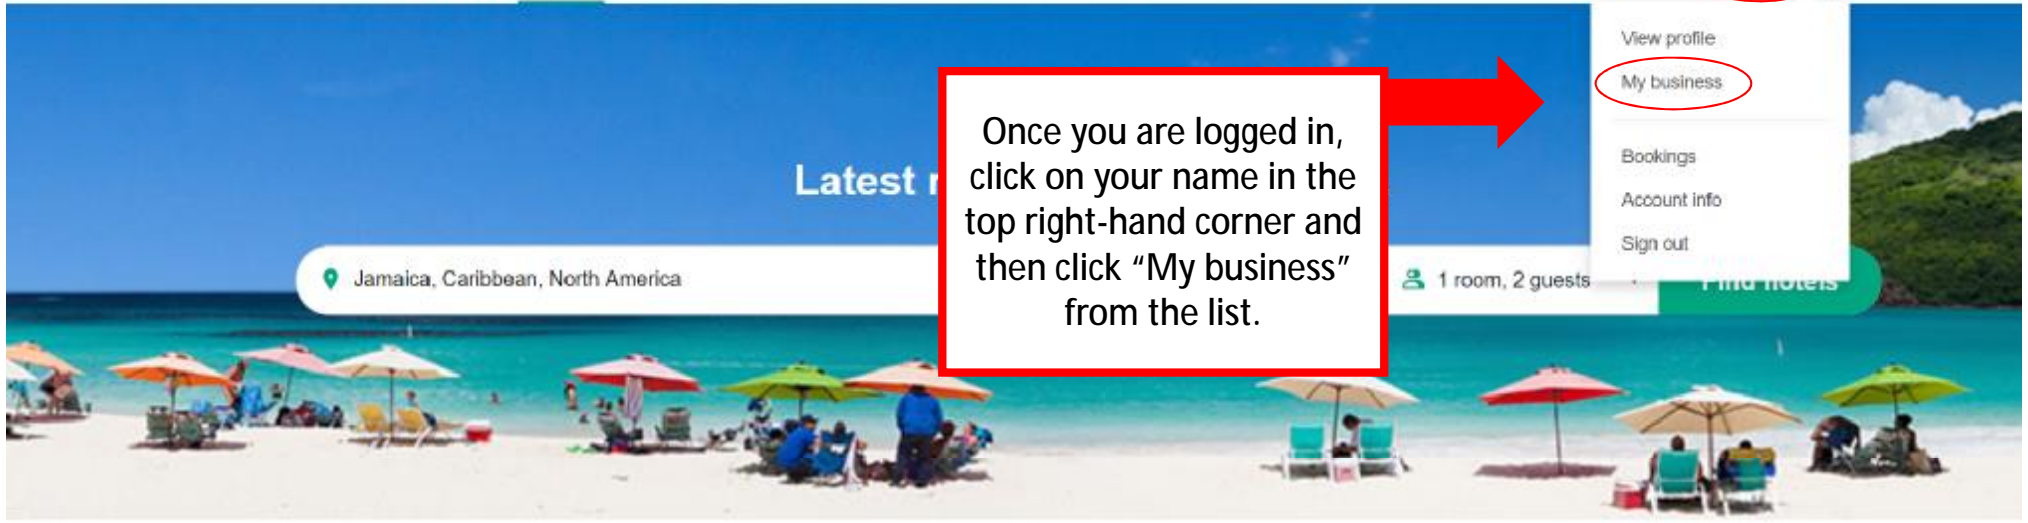 View profile
My business
Once you are logged in,
click on your name in the
top right-hand corner and
then click “My business”
from the list.
Bookings
Account info
Sign out
Latest
Jamaica, Caribbean, North America
1 room, 2 guests
Find hotels